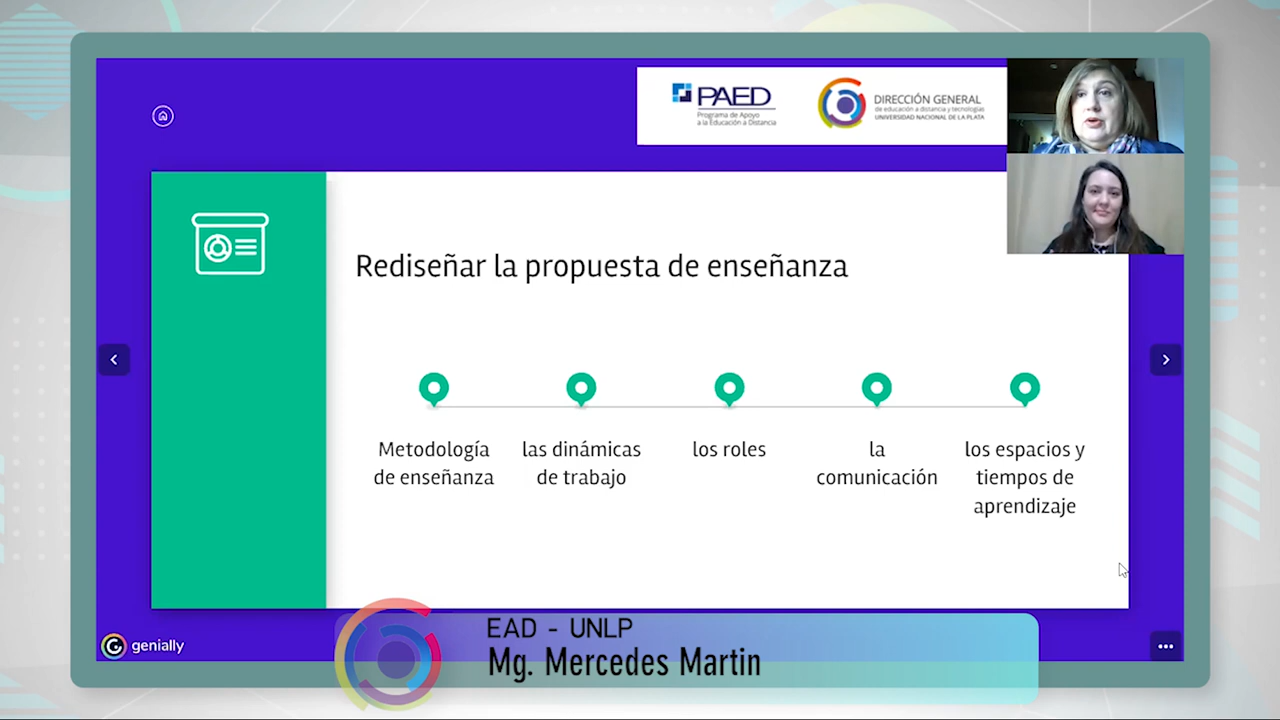 PAED
Programa de Apoyo
a la Educación a Distancia
DIRECCIÓN GENERAL
de educación a distancia y tecnologías
UNIVERSIDAD NACIONAL DE LA PLATA
Rediseñar la propuesta de enseñanza
Metodología
de enseñanza
las dinámicas
de trabajo
los roles
la
comunicación
los espacios y
tiempos de
aprendizaje
genially
EAD - UNLP
Mg. Mercedes Martin